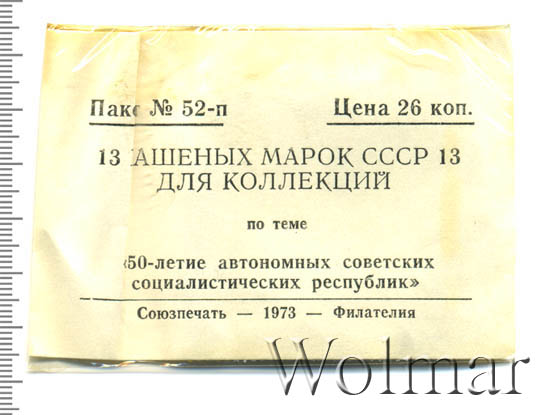 Паке № 52-п Цена 26 коп.
13 АШЕНЫХ МАРОК СССР 13
ДЛЯ КОЛЛЕКЦИЙ
по теме
«50-летие автономных советских
социалистических республик»
Союзпечать — 1973 — Филателия
Wolmar